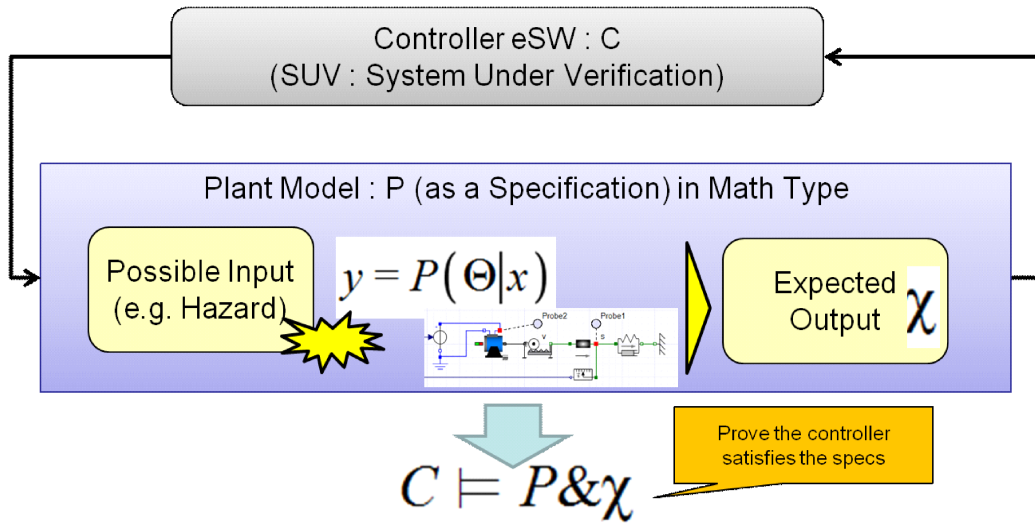 Controller eSW : C
(SUV : System Under Verification)
Plant Model : P (as a Specification) in Math Type
Possible Input
(e.g. Hazard)
y = P(Θ|x)
Probe2
Probe1
V
S
Expected
Output χ
Prove the controller
satisfies the specs
C ⊨ P&χ